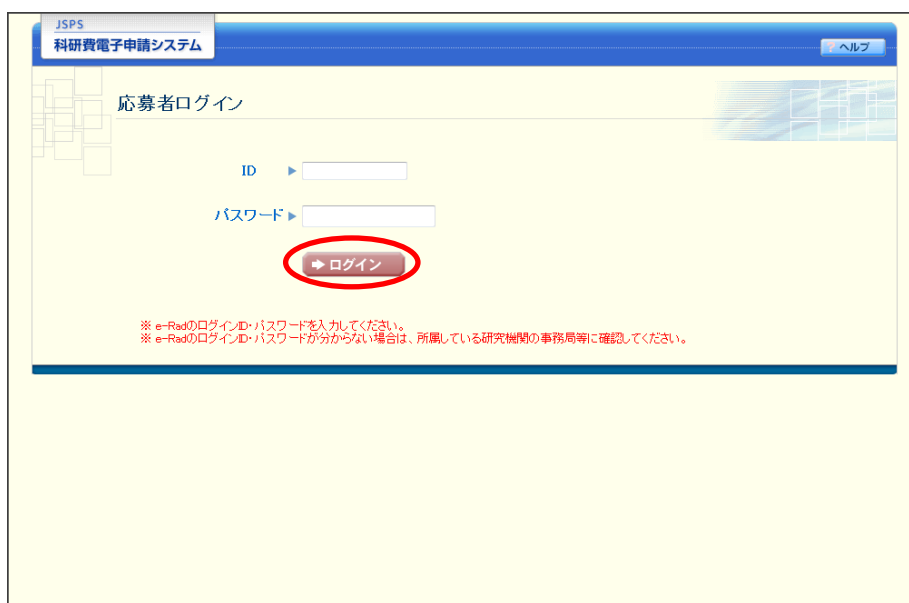 JSPS
科研費電子申請システム
? ヘルプ
応募者ログイン
ID
パスワード
ログイン
※ e-RadのログインID・パスワードを入力してください。
※ e-RadのログインID・パスワードが分からない場合は、所属している研究機関の事務局等に確認してください。